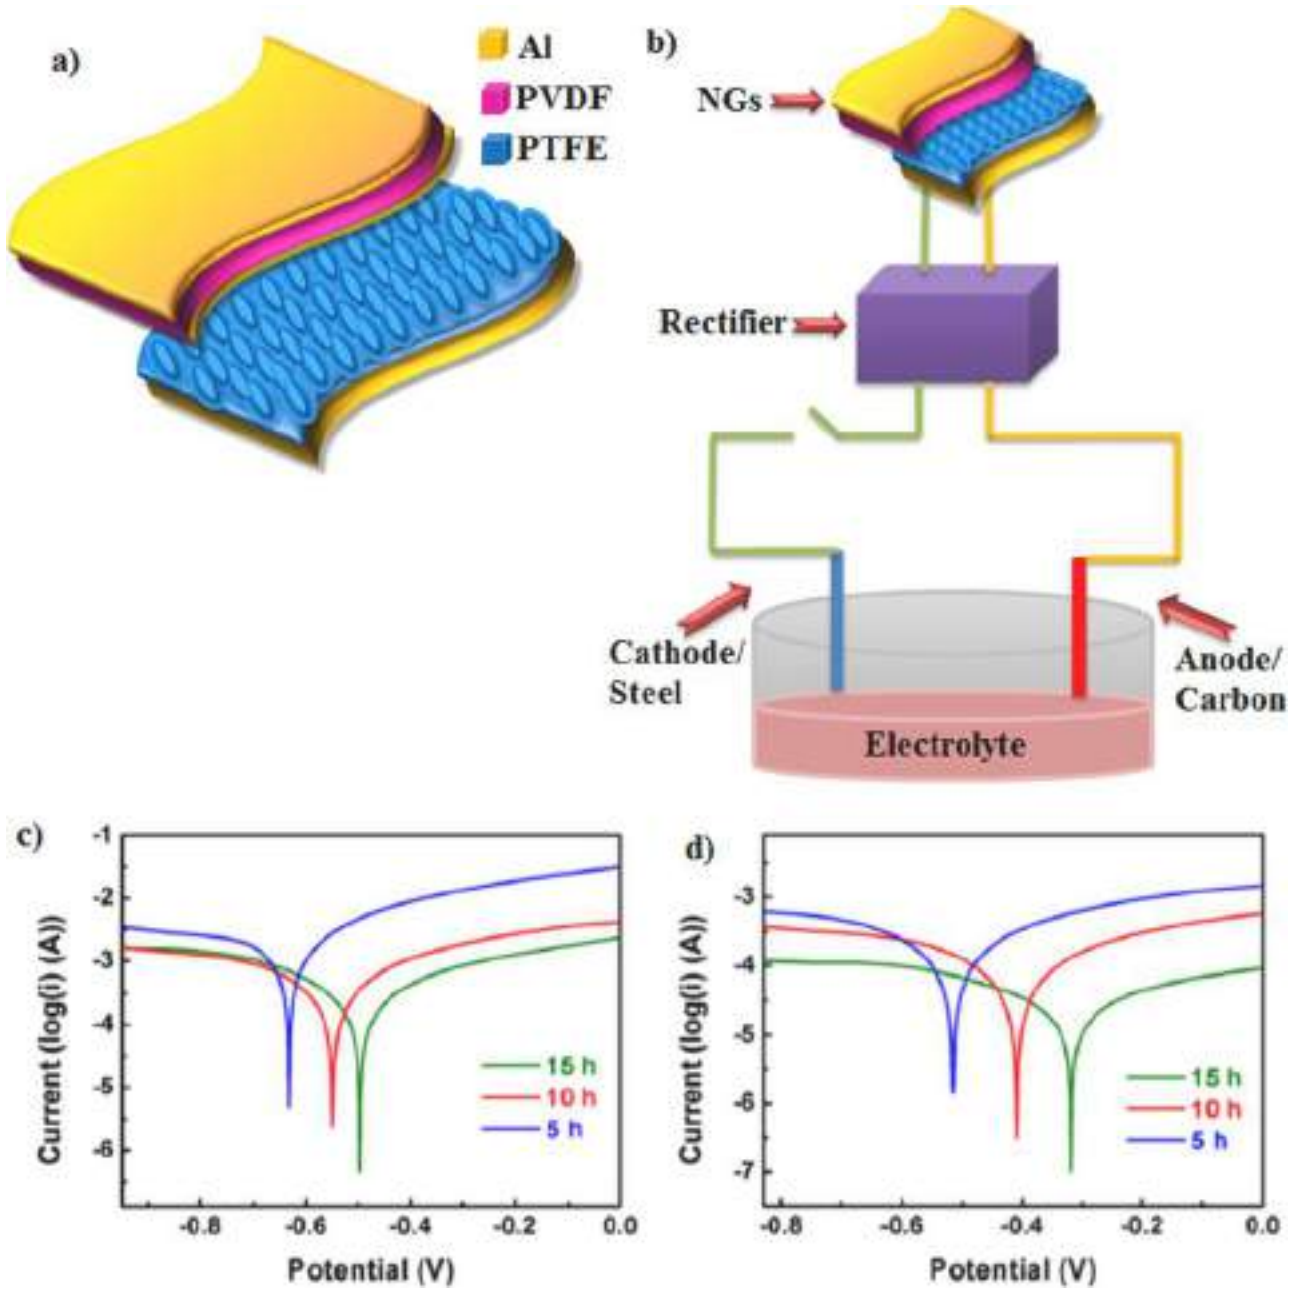 a)
Al
PVDF
PTFE
b)
NGs
Rectifier
Cathode/
Steel
Anode/
Carbon
Electrolyte
c)
Current (log(i) (A))
-1
-2
-3
-4
-5
-6
15 h
10 h
5 h
-0.8
-0.6
-0.4
-0.2
0.0
Potential (V)
d)
Current (log(i) (A))
-3
-4
-5
-6
-7
15 h
10 h
5 h
-0.8
-0.6
-0.4
-0.2
0.0
Potential (V)